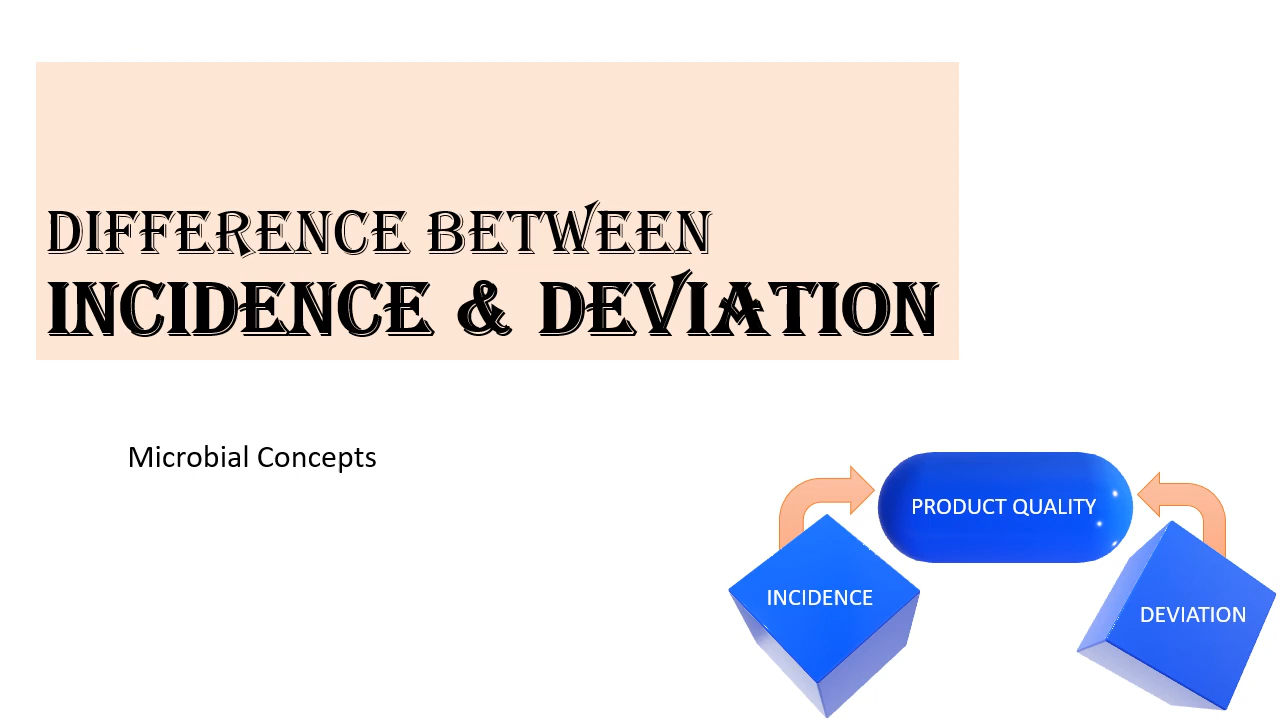 DIFFERENCE BETWEEN
INCIDENCE & DEVIATION
Microbial Concepts
PRODUCT QUALITY
INCIDENCE
DEVIATION